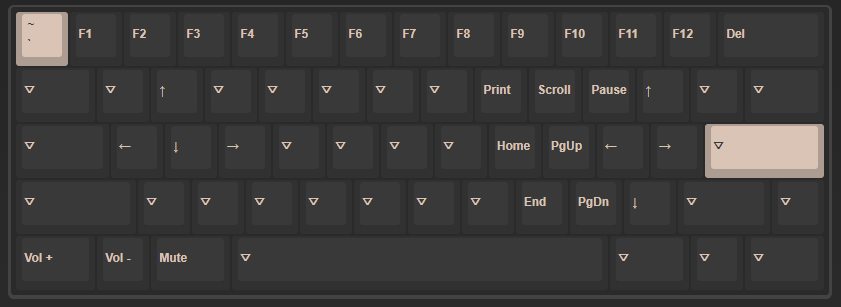 ~
` F1 F2 F3 F4 F5 F6 F7 F8 F9 F10 F11 F12 Del
▽ ▽ ↑ ▽ ▽ ▽ ▽ ▽ Print Scroll Pause ↑ ▽ ▽
▽ ← ↓ → ▽ ▽ ▽ ▽ Home PgUp ← → ▽
▽ ▽ ▽ ▽ ▽ ▽ ▽ ▽ End PgDn ↓ ▽ ▽
Vol + Vol - Mute ▽ ▽ ▽ ▽